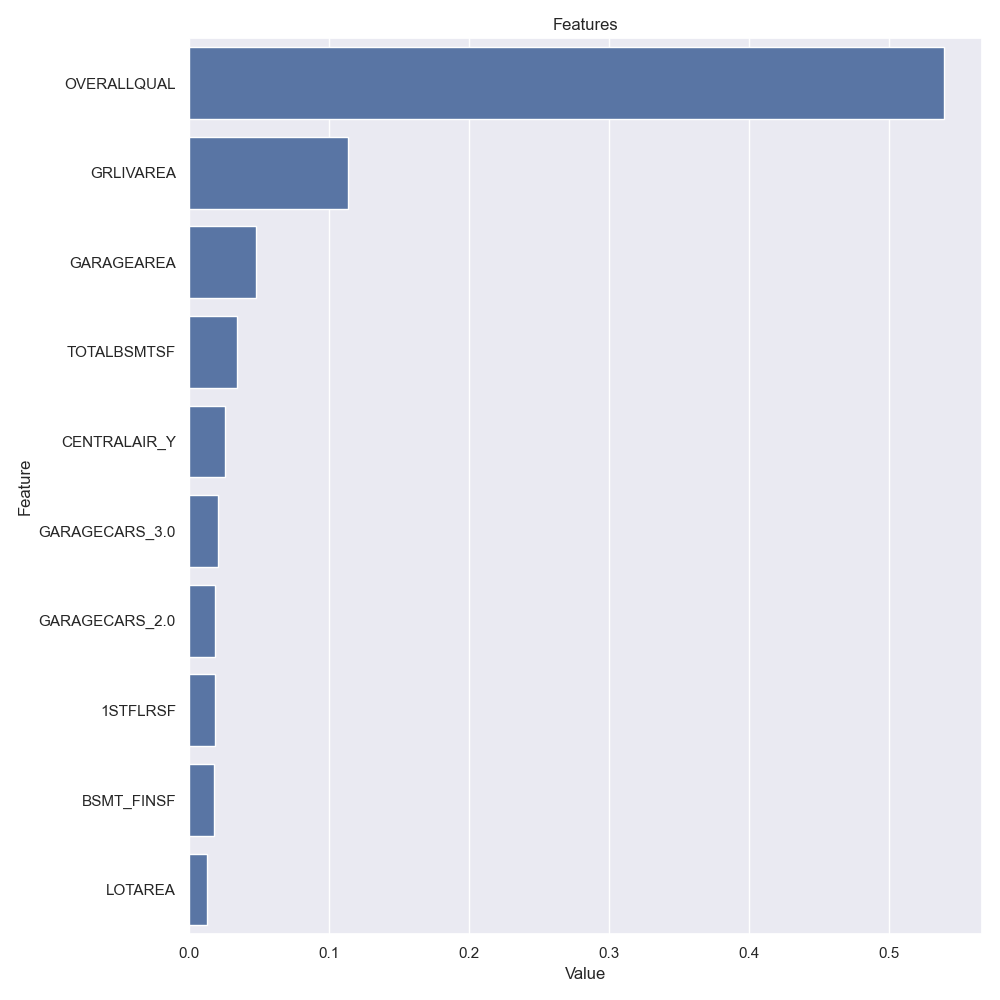 Features
OVERALLQUAL
GRLIVAREA
GARAGEAREA
TOTALBSMTSF
CENTRALAIR_Y
GARAGECARS_3.0
GARAGECARS_2.0
1STFLRSF
BSMT_FINSF
LOTAREA
Feature
0.0 0.1 0.2 0.3 0.4 0.5
Value